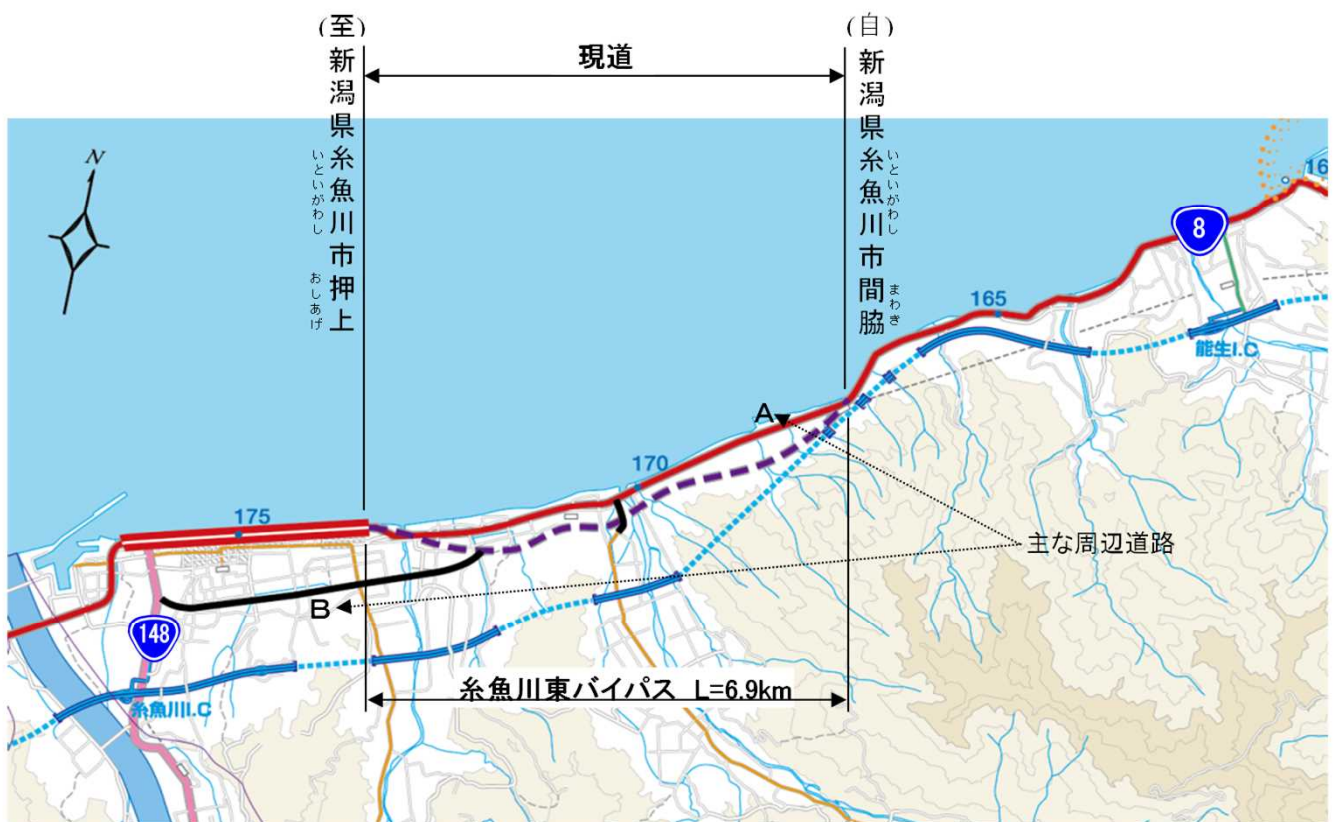 (至)
新潟県糸魚川市押上
いといがわし
おしあげ
現道
(自)
新潟県糸魚川市間脇
いといがわし
まわき
N
16
8
165
能生I.C
A
170
175
主な周辺道路
B
148
糸魚川東バイパス L=6.9km
糸魚川I.C